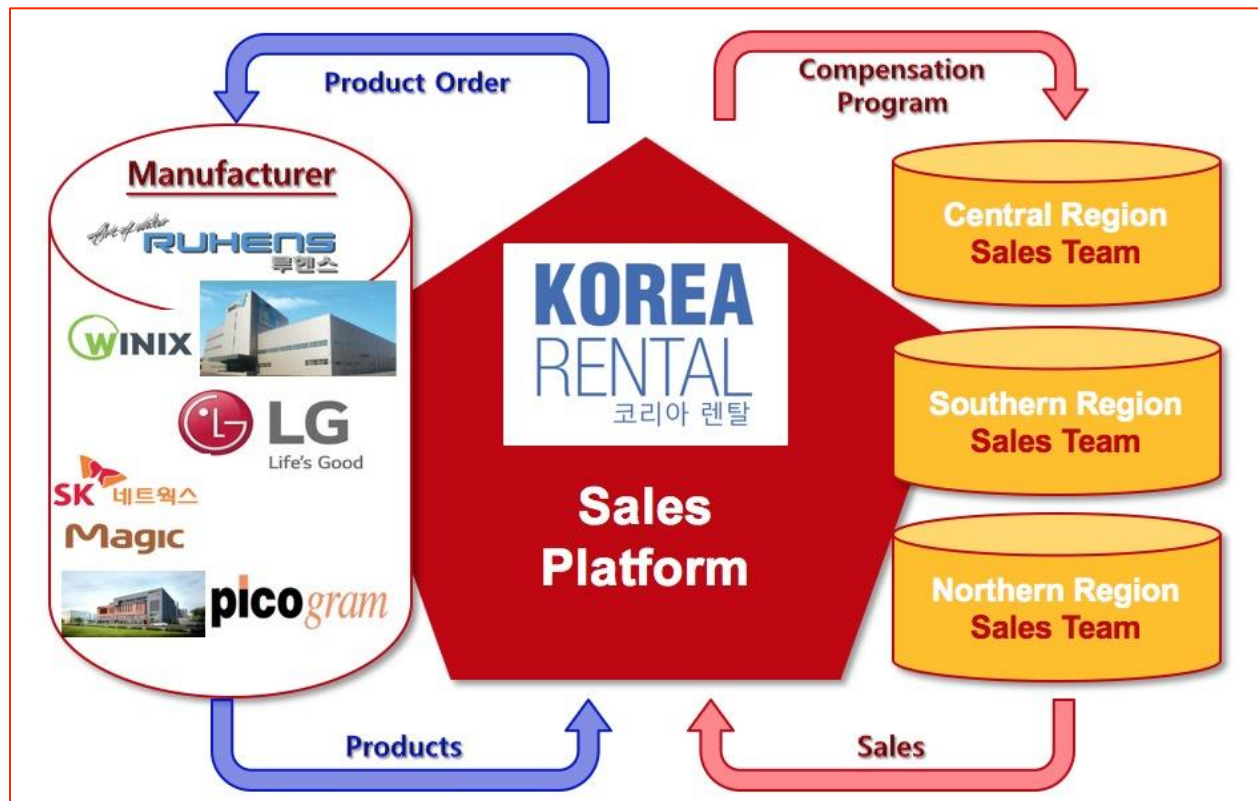 Product Order
Compensation
Program
Manufacturer
Art of water
RUHENS
루헨스
WINIX
LG
Life's Good
SK 네트웍스
Magic
picogram
KOREA
RENTAL
코리아 렌탈
Sales
Platform
Central Region
Sales Team
Southern Region
Sales Team
Northern Region
Sales Team
Products
Sales